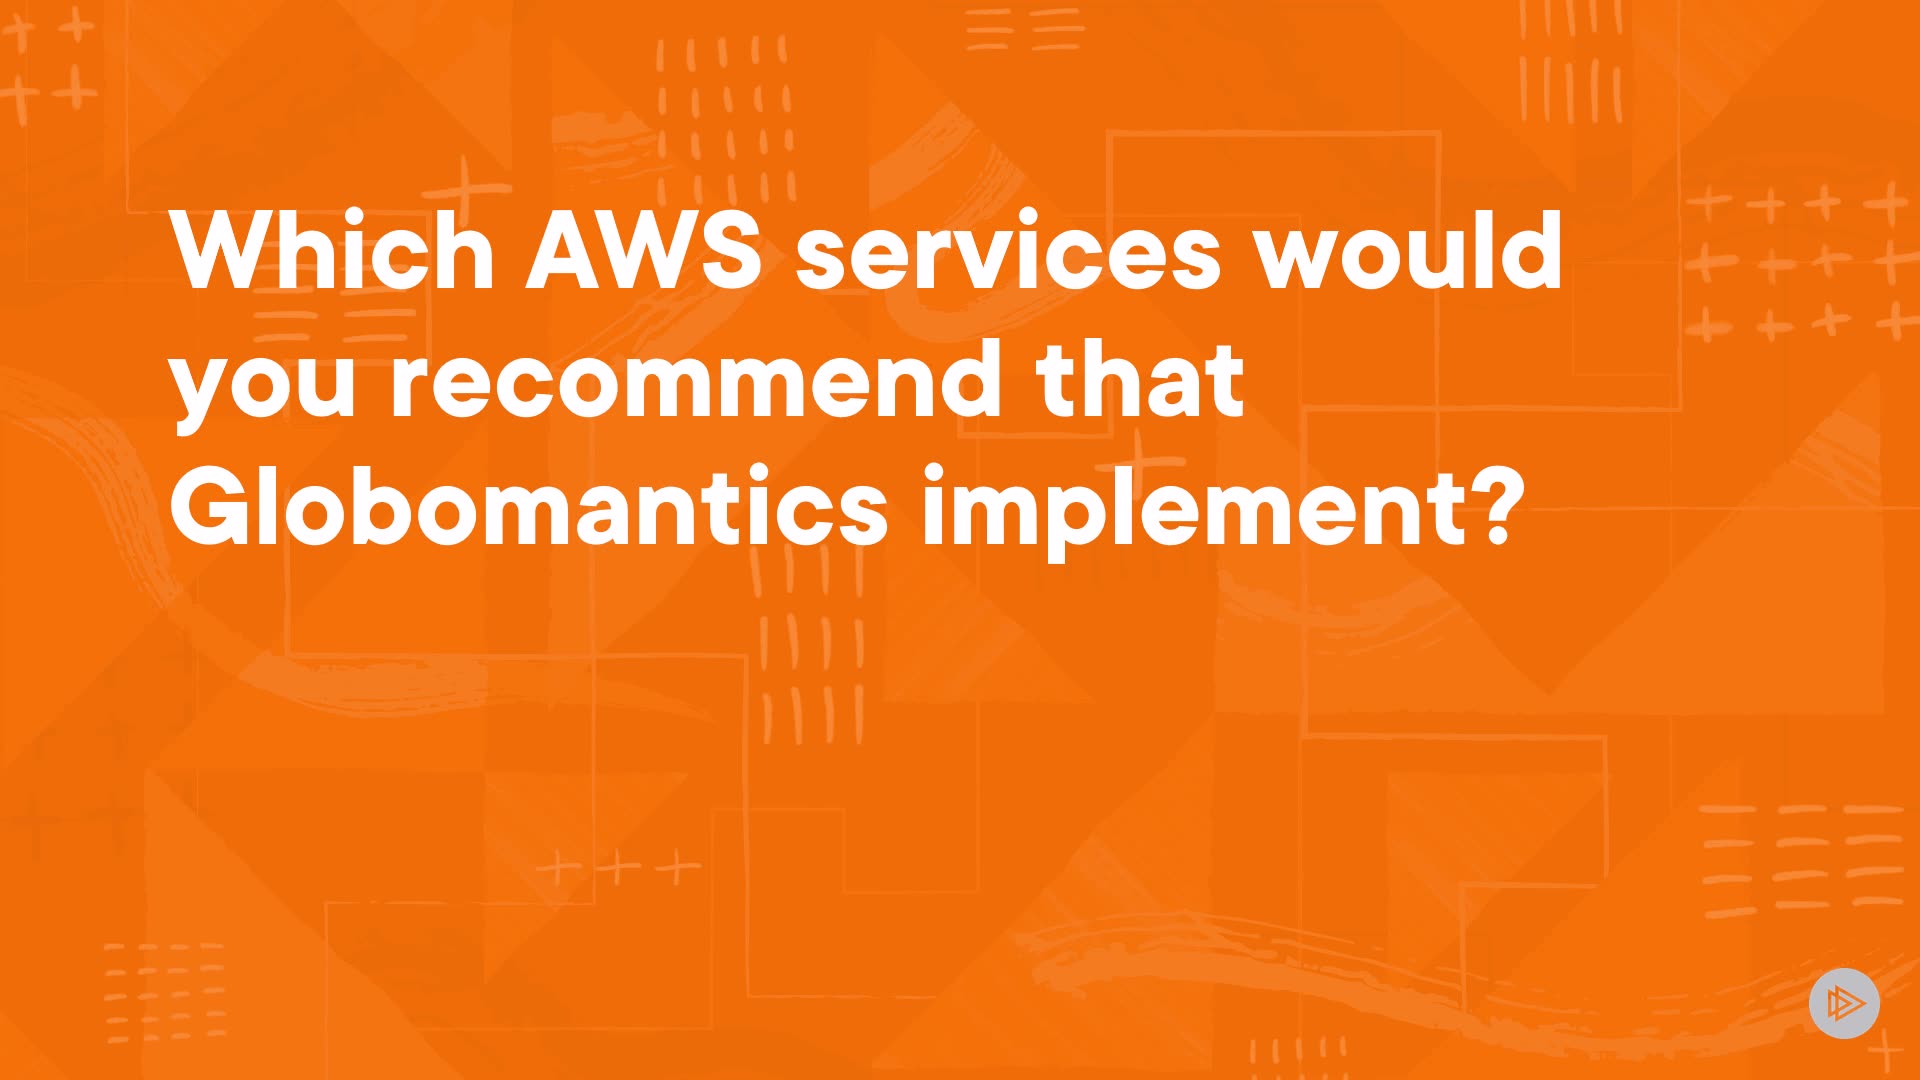 Which AWS services would
you recommend that
Globomantics implement?